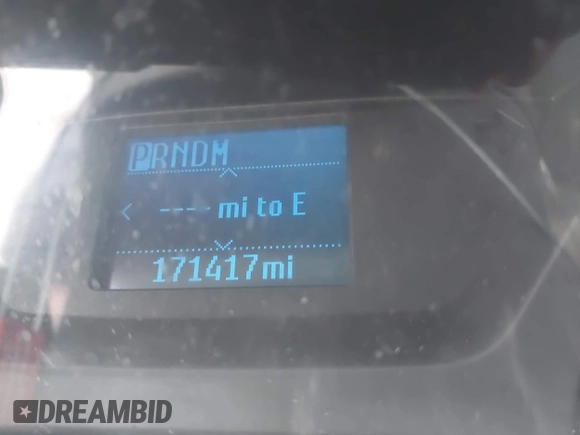 PRNDM
< ---- mi to E
171417mi
DREAMBID